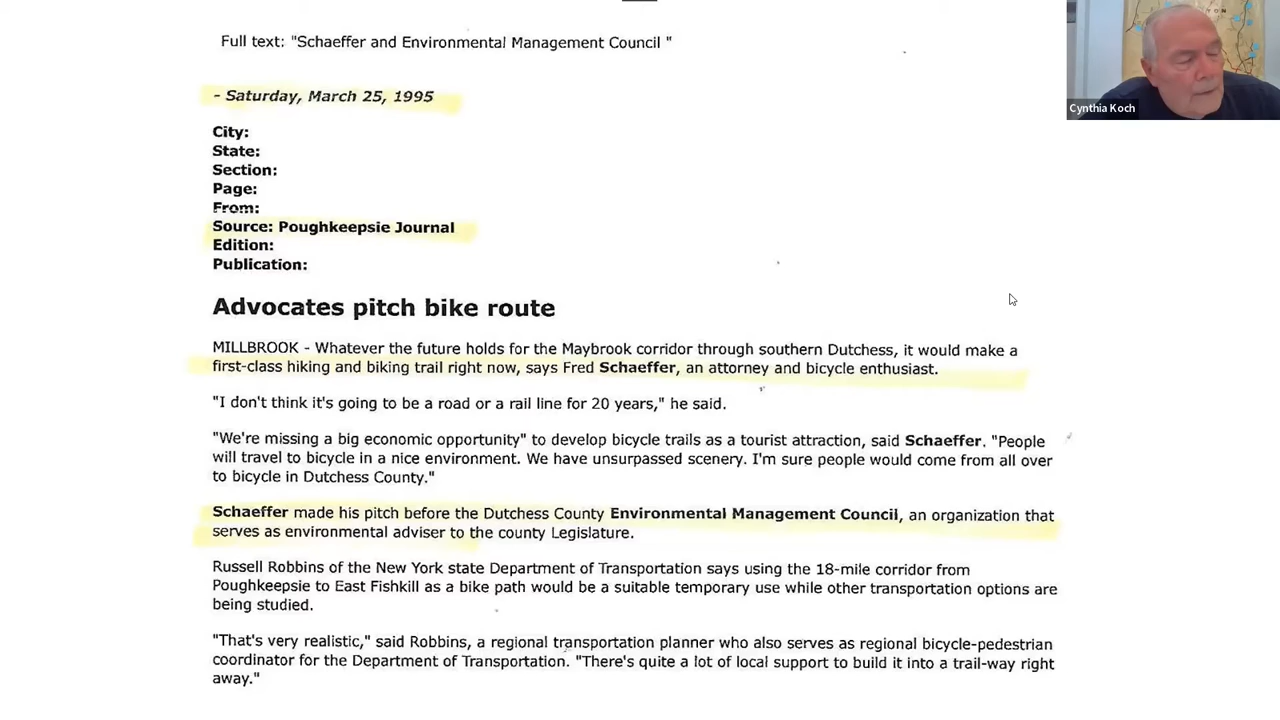 Full text: "Schaeffer and Environmental Management Council "
- Saturday, March 25, 1995
City:
State:
Section:
Page:
From:
Source: Poughkeepsie Journal
Edition:
Publication:
Advocates pitch bike route
MILLBROOK - Whatever the future holds for the Maybrook corridor through southern Dutchess, it would make a
first-class hiking and biking trail right now, says Fred Schaeffer, an attorney and bicycle enthusiast.
"I don't think it's going to be a road or a rail line for 20 years," he said.
"We're missing a big economic opportunity" to develop bicycle trails as a tourist attraction, said Schaeffer. "People
will travel to bicycle in a nice environment. We have unsurpassed scenery. I'm sure people would come from all over
to bicycle in Dutchess County."
Schaeffer made his pitch before the Dutchess County Environmental Management Council, an organization that
serves as environmental adviser to the county Legislature.
Russell Robbins of the New York state Department of Transportation says using the 18-mile corridor from
Poughkeepsie to East Fishkill as a bike path would be a suitable temporary use while other transportation options are
being studied.
"That's very realistic," said Robbins, a regional transportation planner who also serves as regional bicycle-pedestrian
coordinator for the Department of Transportation. "There's quite a lot of local support to build it into a trail-way right
away."
Cynthia Koch